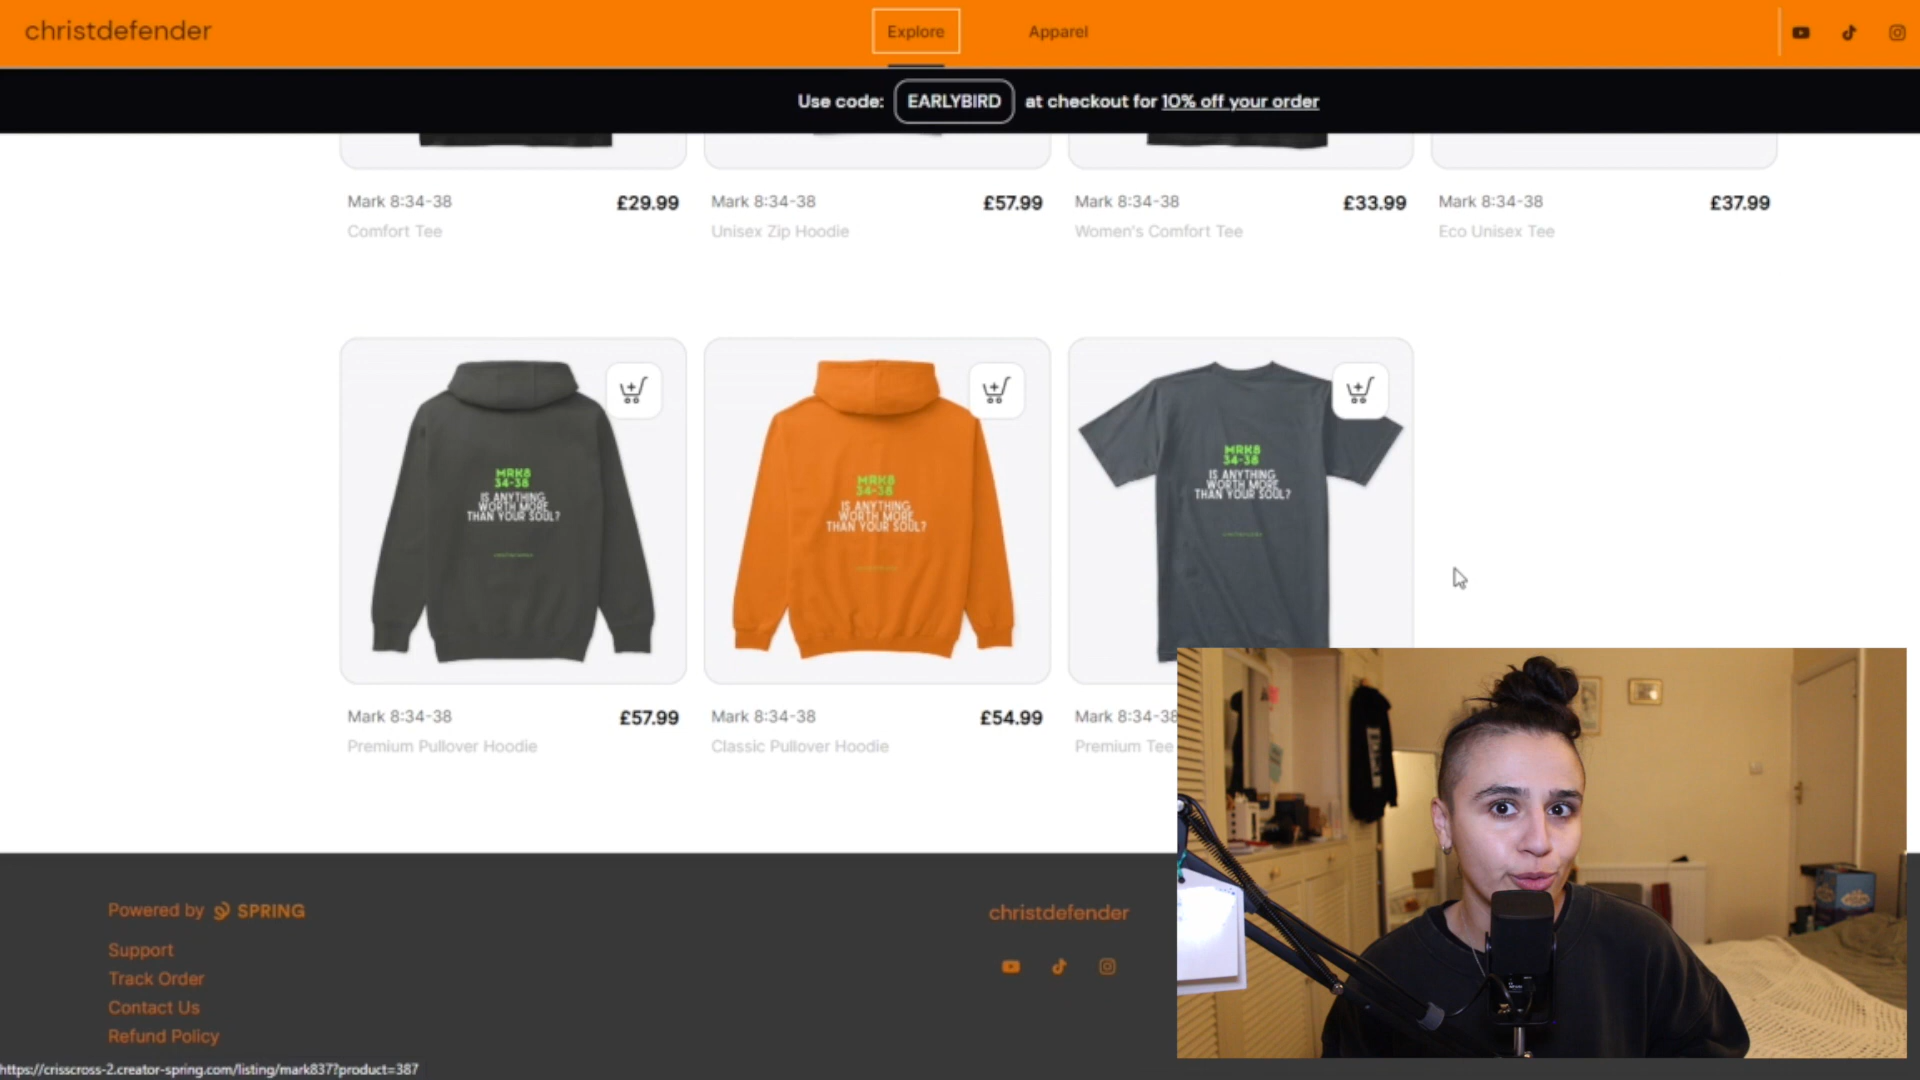 christdefender
Explore
Apparel
Use code: EARLYBIRD at checkout for 10% off your order
Mark 8:34-38 £29.99
Comfort Tee
Mark 8:34-38 £57.99
Unisex Zip Hoodie
Mark 8:34-38 £33.99
Women's Comfort Tee
Mark 8:34-38 £37.99
Eco Unisex Tee
MRK8
34-38
IS ANYTHING
WORTH MORE
THAN YOUR SOUL?
MRK8
34-38
IS ANYTHING
WORTH MORE
THAN YOUR SOUL?
MRK8
34-38
IS ANYTHING
WORTH MORE
THAN YOUR SOUL?
Mark 8:34-38 £57.99
Premium Pullover Hoodie
Mark 8:34-38 £54.99
Classic Pullover Hoodie
Mark 8:34-38
Premium Tee
Powered by SPRING
Support
Track Order
Contact Us
Refund Policy
christdefender
https://crisscross-2.creator-spring.com/listing/mark837?product=387